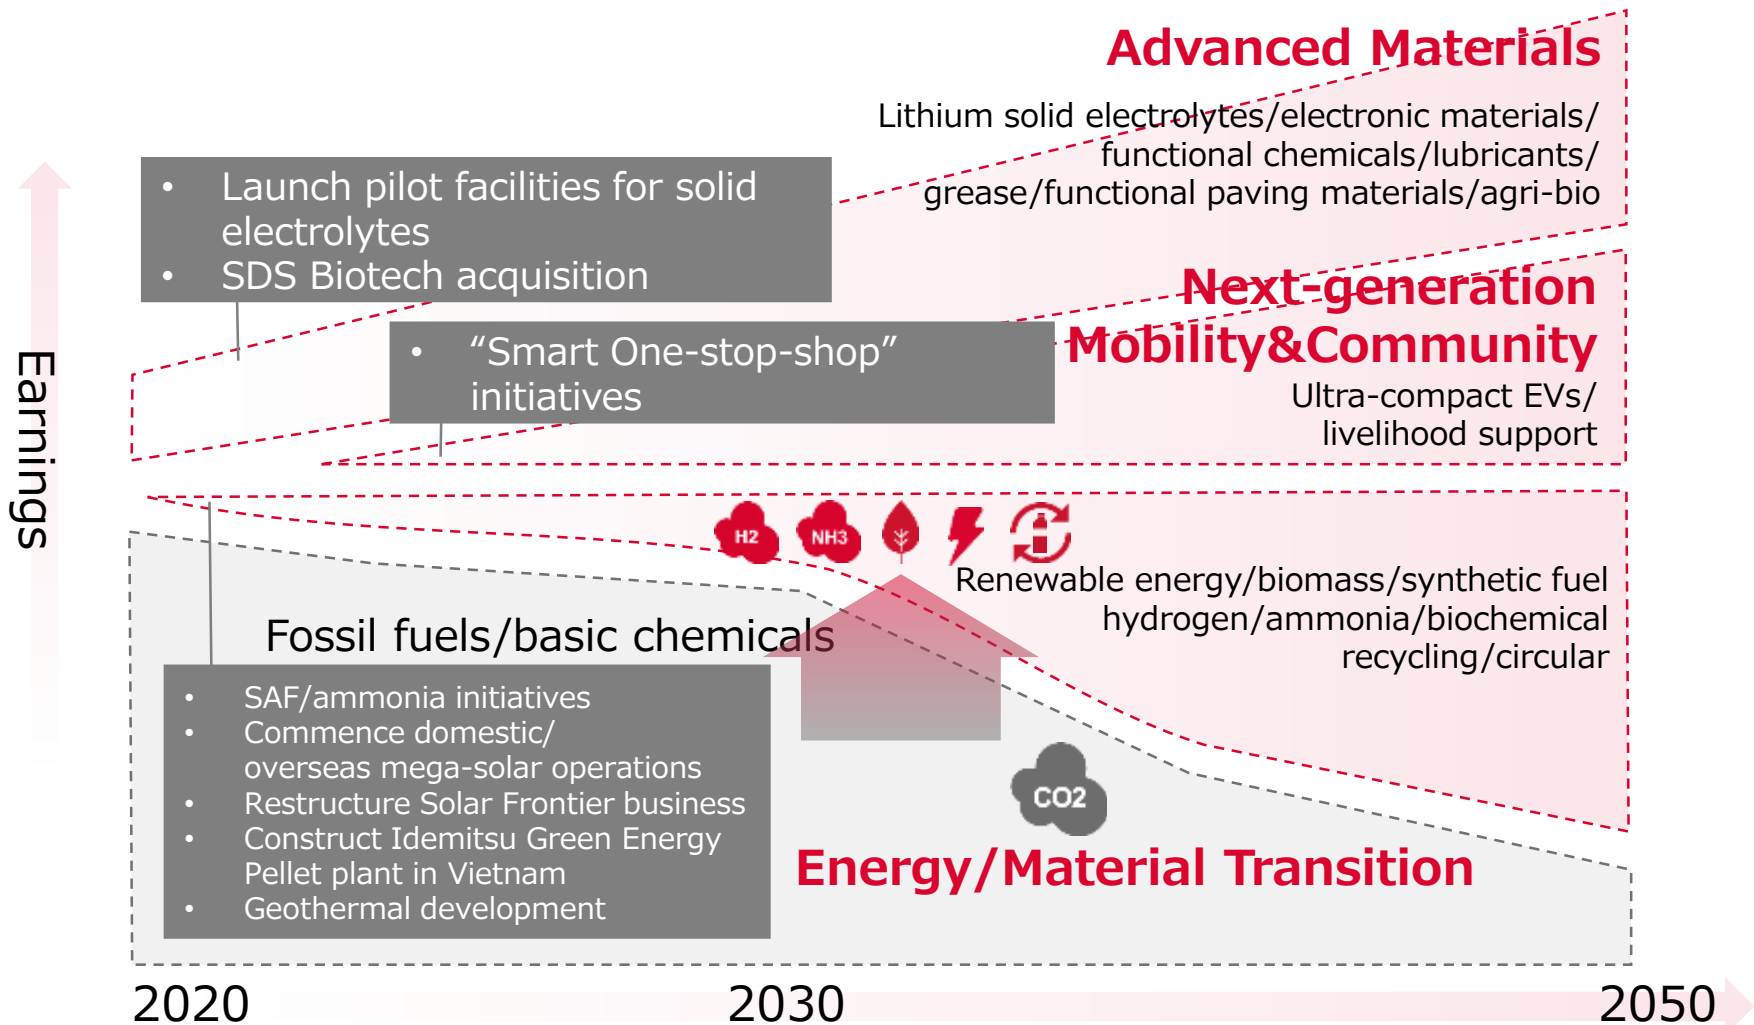 Advanced Materials
Lithium solid electrolytes/electronic materials/
functional chemicals/lubricants/
grease/functional paving materials/agri-bio
• Launch pilot facilities for solid
electrolytes
• SDS Biotech acquisition
Next-generation
Mobility&Community
Ultra-compact EVs/
livelihood support
• “Smart One-stop-shop”
initiatives
Earnings
H2
NH3
Renewable energy/biomass/synthetic fuel
hydrogen/ammonia/biochemical
recycling/circular
Fossil fuels/basic chemicals
• SAF/ammonia initiatives
• Commence domestic/
overseas mega-solar operations
• Restructure Solar Frontier business
• Construct Idemitsu Green Energy
Pellet plant in Vietnam
• Geothermal development
CO2
Energy/Material Transition
2020
2030
2050